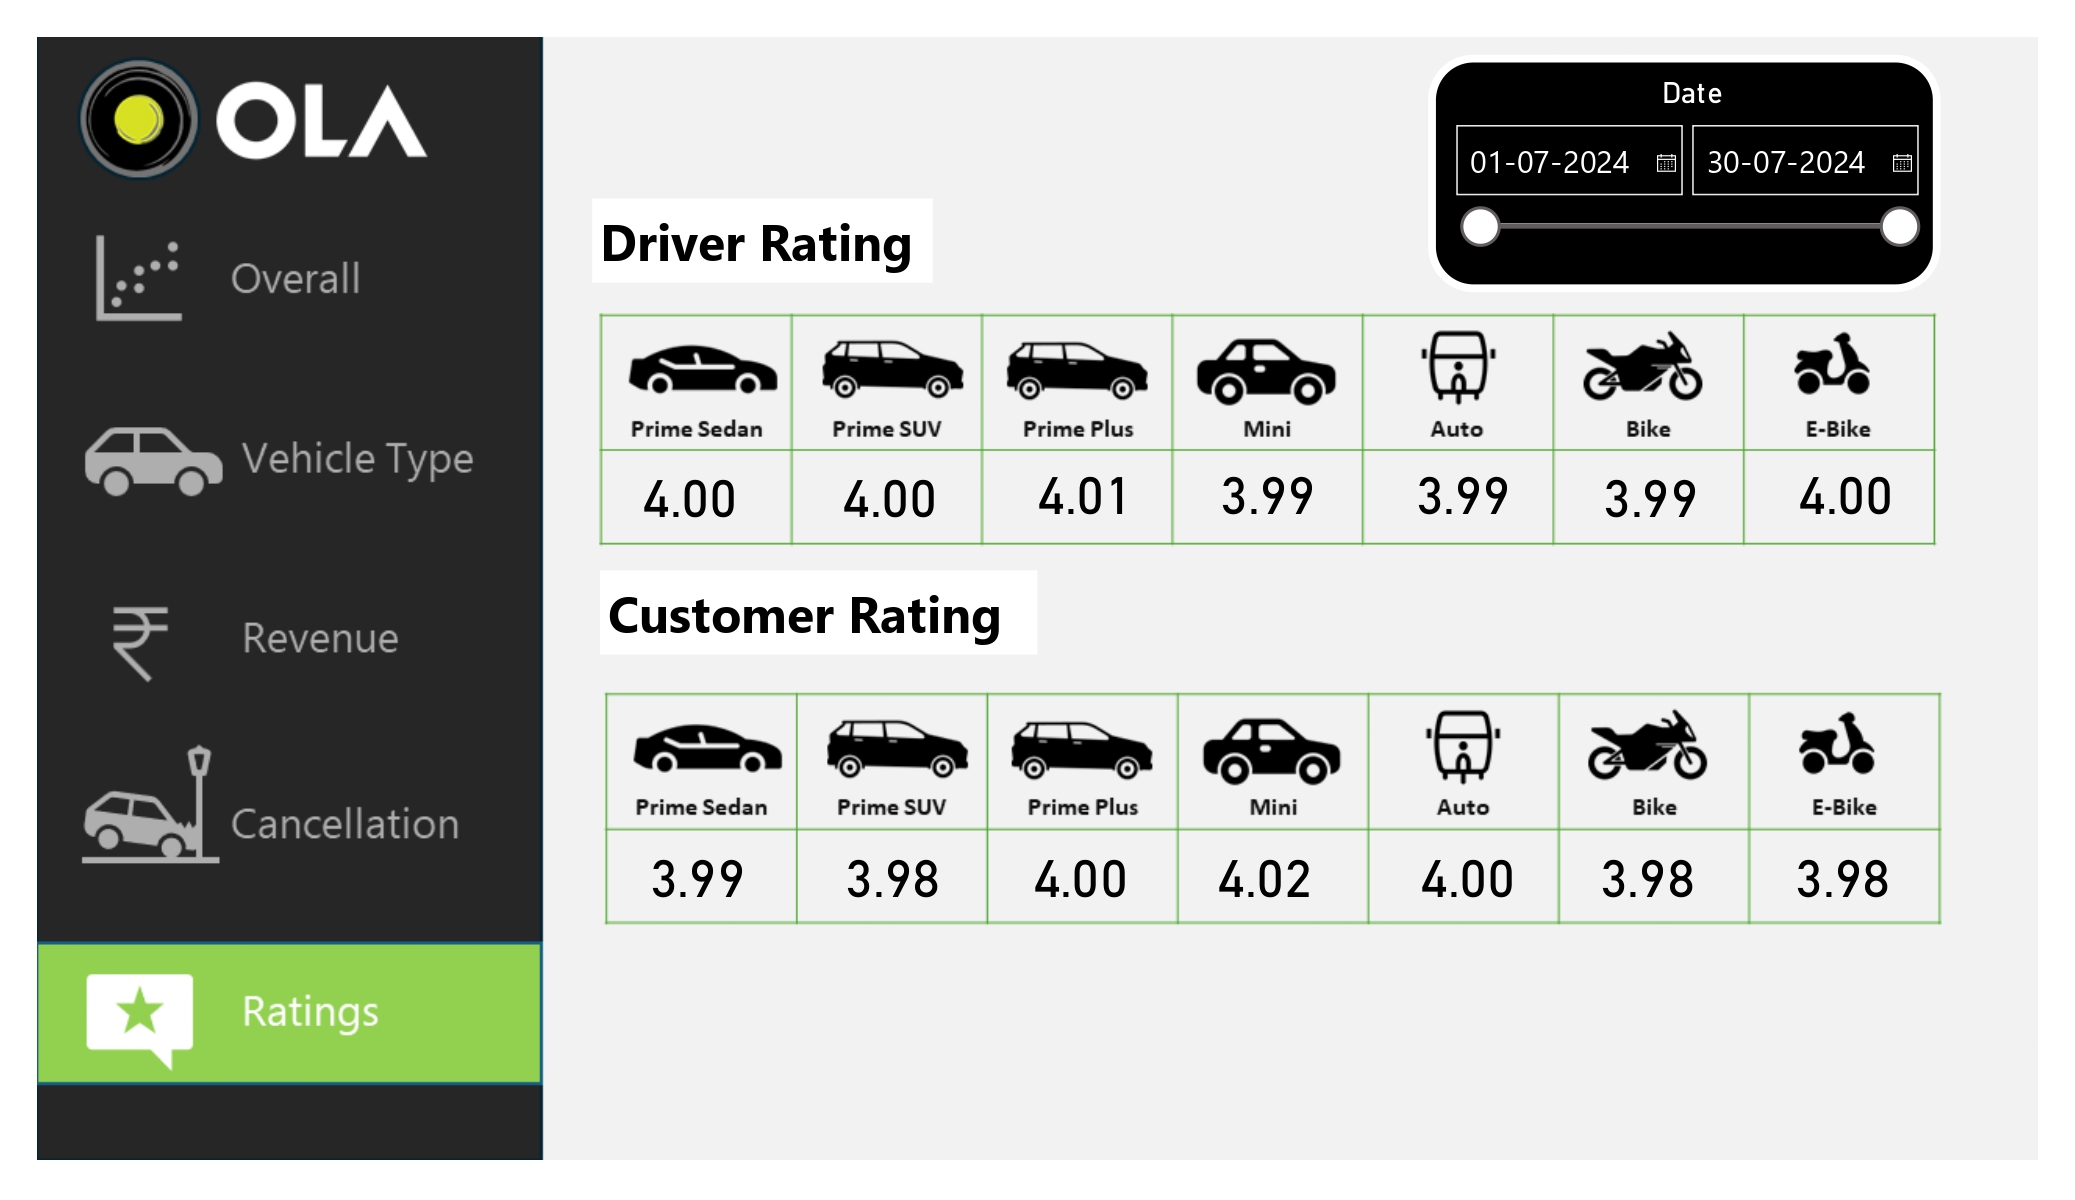 OLA
Overall
Vehicle Type
Revenue
Cancellation
Ratings
Date
01-07-2024 30-07-2024
Driver Rating
Prime Sedan Prime SUV Prime Plus Mini Auto Bike E-Bike
4.00 4.00 4.01 3.99 3.99 3.99 4.00
Customer Rating
Prime Sedan Prime SUV Prime Plus Mini Auto Bike E-Bike
3.99 3.98 4.00 4.02 4.00 3.98 3.98